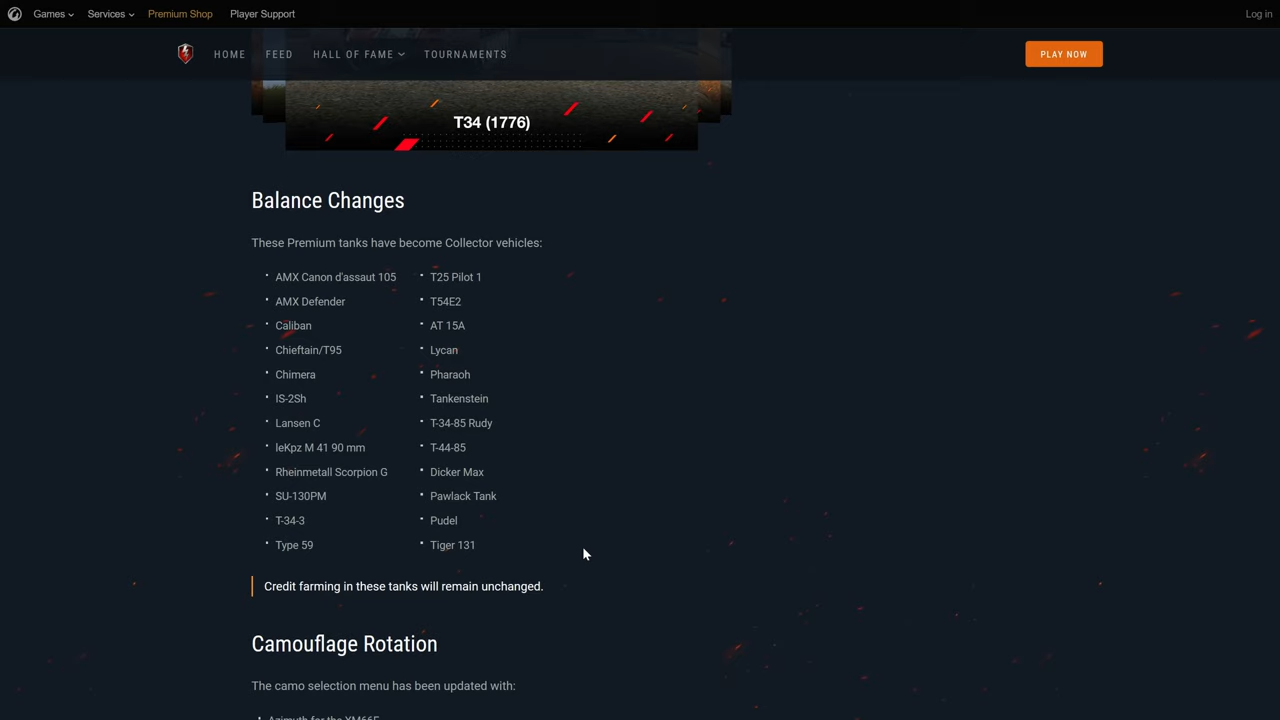 Games
Services
Premium Shop
Player Support
Log in
HOME
FEED
HALL OF FAME
TOURNAMENTS
PLAY NOW
T34 (1776)
Balance Changes
These Premium tanks have become Collector vehicles:
AMX Canon d'assaut 105
AMX Defender
Caliban
Chieftain/T95
Chimera
IS-2Sh
Lansen C
leKpz M 41 90 mm
Rheinmetall Scorpion G
SU-130PM
T-34-3
Type 59
T25 Pilot 1
T54E2
AT 15A
Lycan
Pharaoh
Tankenstein
T-34-85 Rudy
T-44-85
Dicker Max
Pawlack Tank
Pudel
Tiger 131
Credit farming in these tanks will remain unchanged.
Camouflage Rotation
The camo selection menu has been updated with:
Azimuth for the XM66F